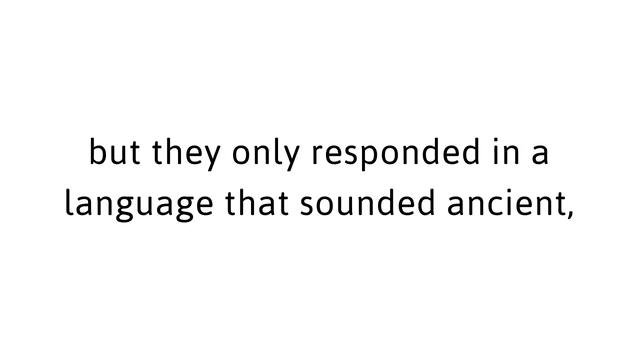 but they only responded in a
language that sounded ancient,